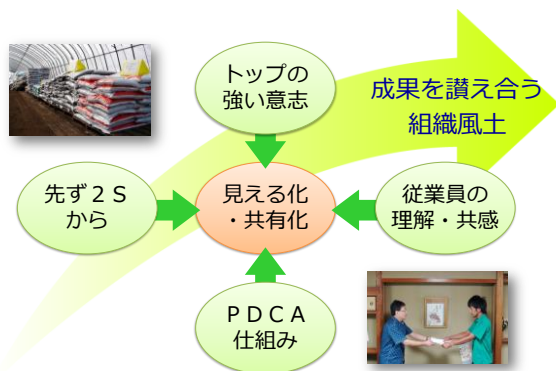 トップの
強い意志
成果を讃え合う
組織風土
先ず２Ｓ
から
見える化
・共有化
従業員の
理解・共感
ＰＤＣＡ
仕組み